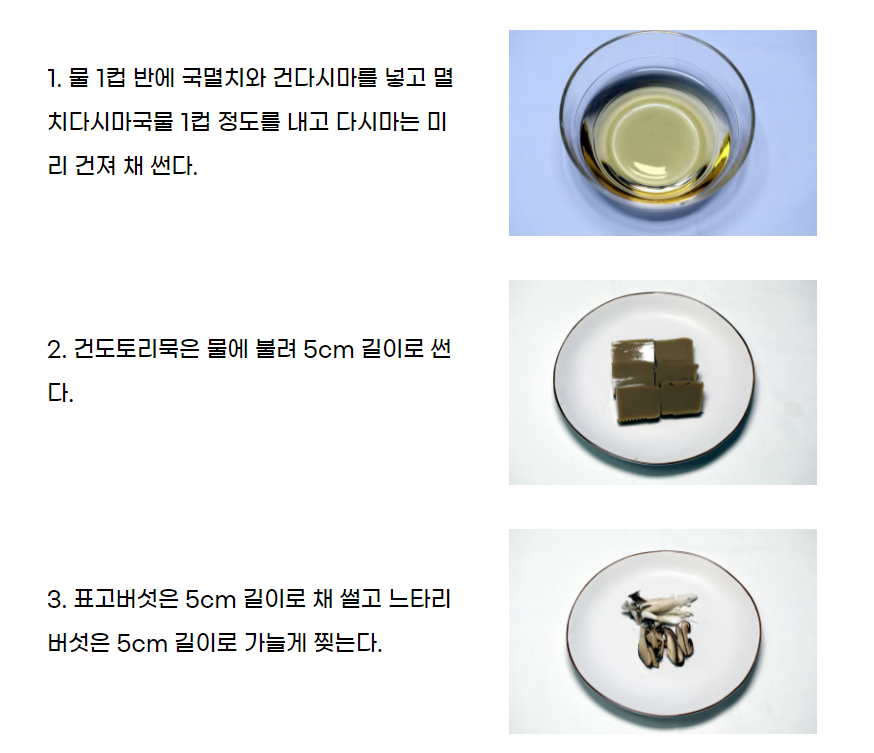 1. 물 1컵 반에 국멸치와 건다시마를 넣고 멸
치다시마국물 1컵 정도를 내고 다시마는 미
리 건져 채 썬다.
2. 건도토리묵은 물에 불려 5cm 길이로 썬
다.
3. 표고버섯은 5cm 길이로 채 썰고 느타리
버섯은 5cm 길이로 가늘게 찢는다.